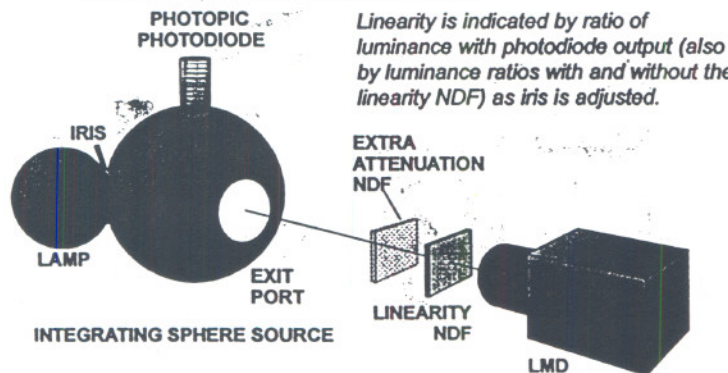 PHOTOPIC
PHOTODIODE
Linearity is indicated by ratio of
luminance with photodiode output (also
by luminance ratios with and without the
linearity NDF) as iris is adjusted.
IRIS
EXTRA
ATTENUATION
NDF
LAMP
EXIT
PORT
LINEARITY
NDF
INTEGRATING SPHERE SOURCE
LMD